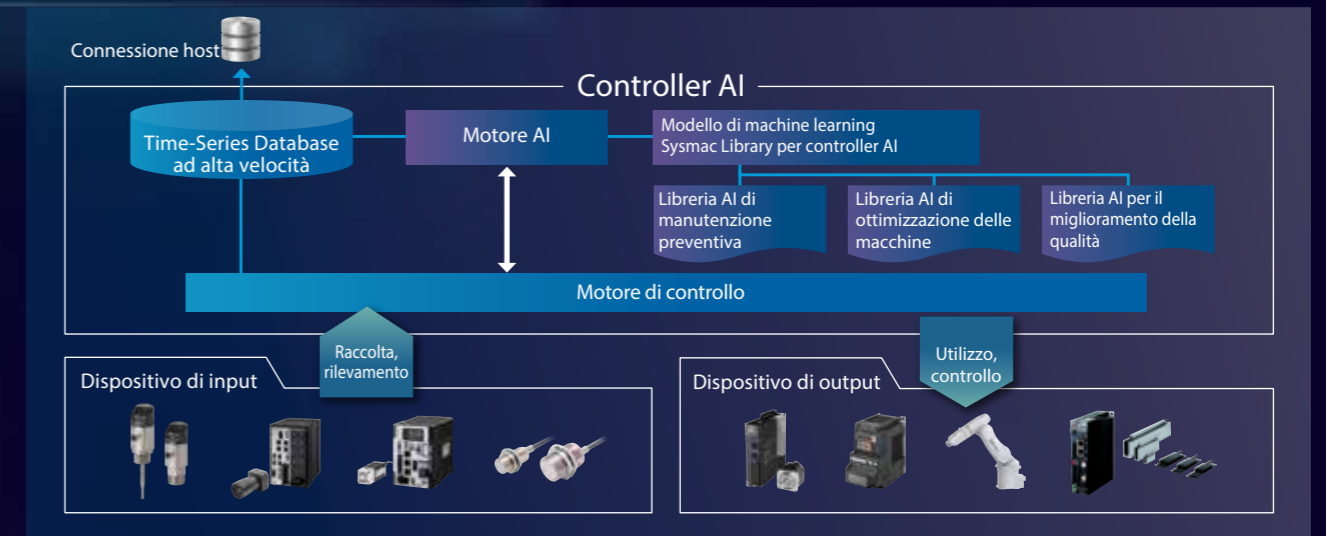 Connessione host
Controller AI
Time-Series Database
ad alta velocità
Motore AI
Modello di machine learning
Sysmac Library per controller AI
Libreria AI di
manutenzione
preventiva
Libreria AI di
ottimizzazione delle
macchine
Libreria AI per il
miglioramento della
qualità
Motore di controllo
Raccolta,
rilevamento
Utilizzo,
controllo
Dispositivo di input
Dispositivo di output